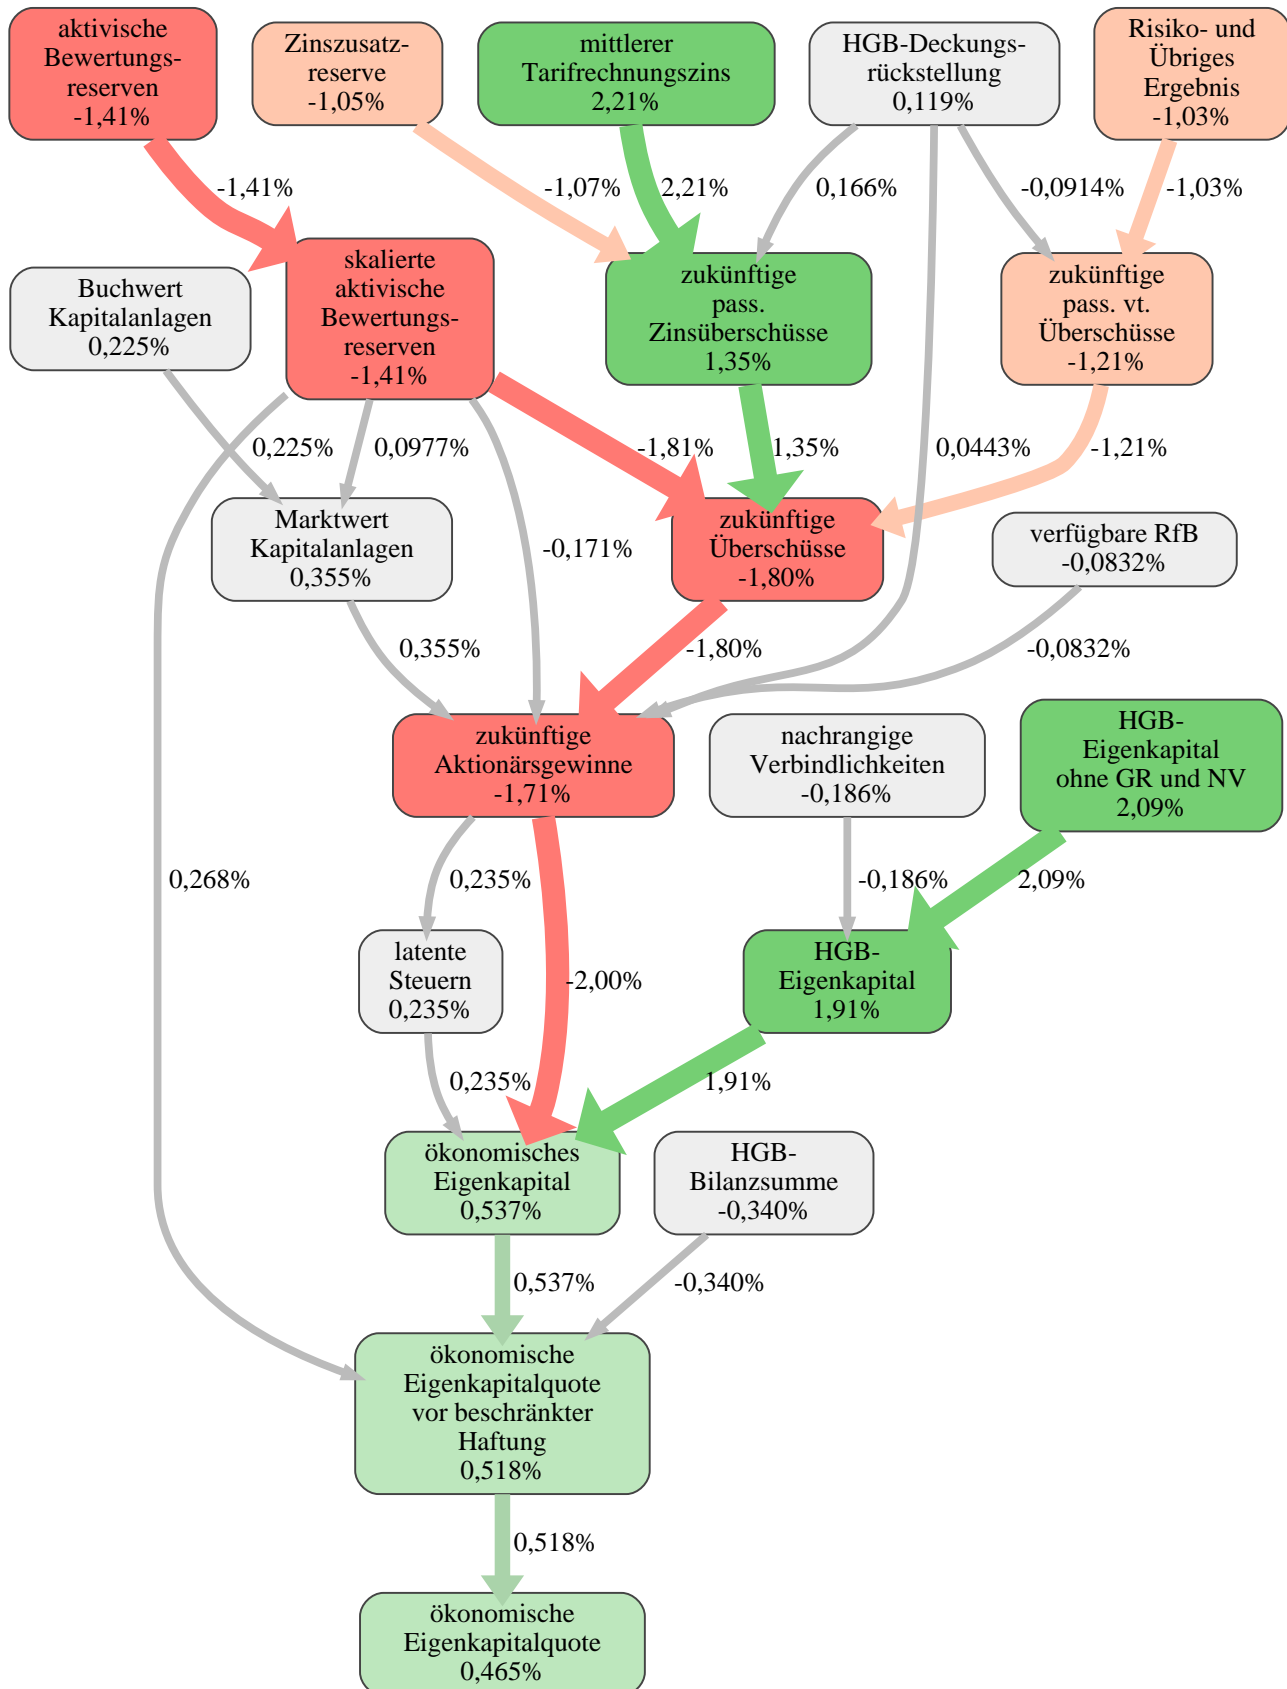 aktivische
Bewertungs-
reserven
-1,41%
Zinszusatz-
reserve
-1,05%
mittlerer
Tarifrechnungszins
2,21%
HGB-Deckungs-
rückstellung
0,119%
Risiko- und
Übriges
Ergebnis
-1,03%
-1,41%
-1,07%
2,21%
0,166%
-0,0914%
-1,03%
Buchwert
Kapitalanlagen
0,225%
skalierte
aktivische
Bewertungs-
reserven
-1,41%
zukünftige
pass.
Zinsüberschüsse
1,35%
zukünftige
pass. vt.
Überschüsse
-1,21%
0,225%
0,0977%
-1,81%
1,35%
0,0443%
-1,21%
Marktwert
Kapitalanlagen
0,355%
-0,171%
zukünftige
Überschüsse
-1,80%
verfügbare RfB
-0,0832%
0,355%
-1,80%
-0,0832%
zukünftige
Aktionärsgewinne
-1,71%
nachrangige
Verbindlichkeiten
-0,186%
HGB-
Eigenkapital
ohne GR und NV
2,09%
0,268%
0,235%
-0,186%
2,09%
latente
Steuern
0,235%
-2,00%
HGB-
Eigenkapital
1,91%
0,235%
1,91%
ökonomisches
Eigenkapital
0,537%
HGB-
Bilanzsumme
-0,340%
0,537%
-0,340%
ökonomische
Eigenkapitalquote
vor beschränkter
Haftung
0,518%
0,518%
ökonomische
Eigenkapitalquote
0,465%